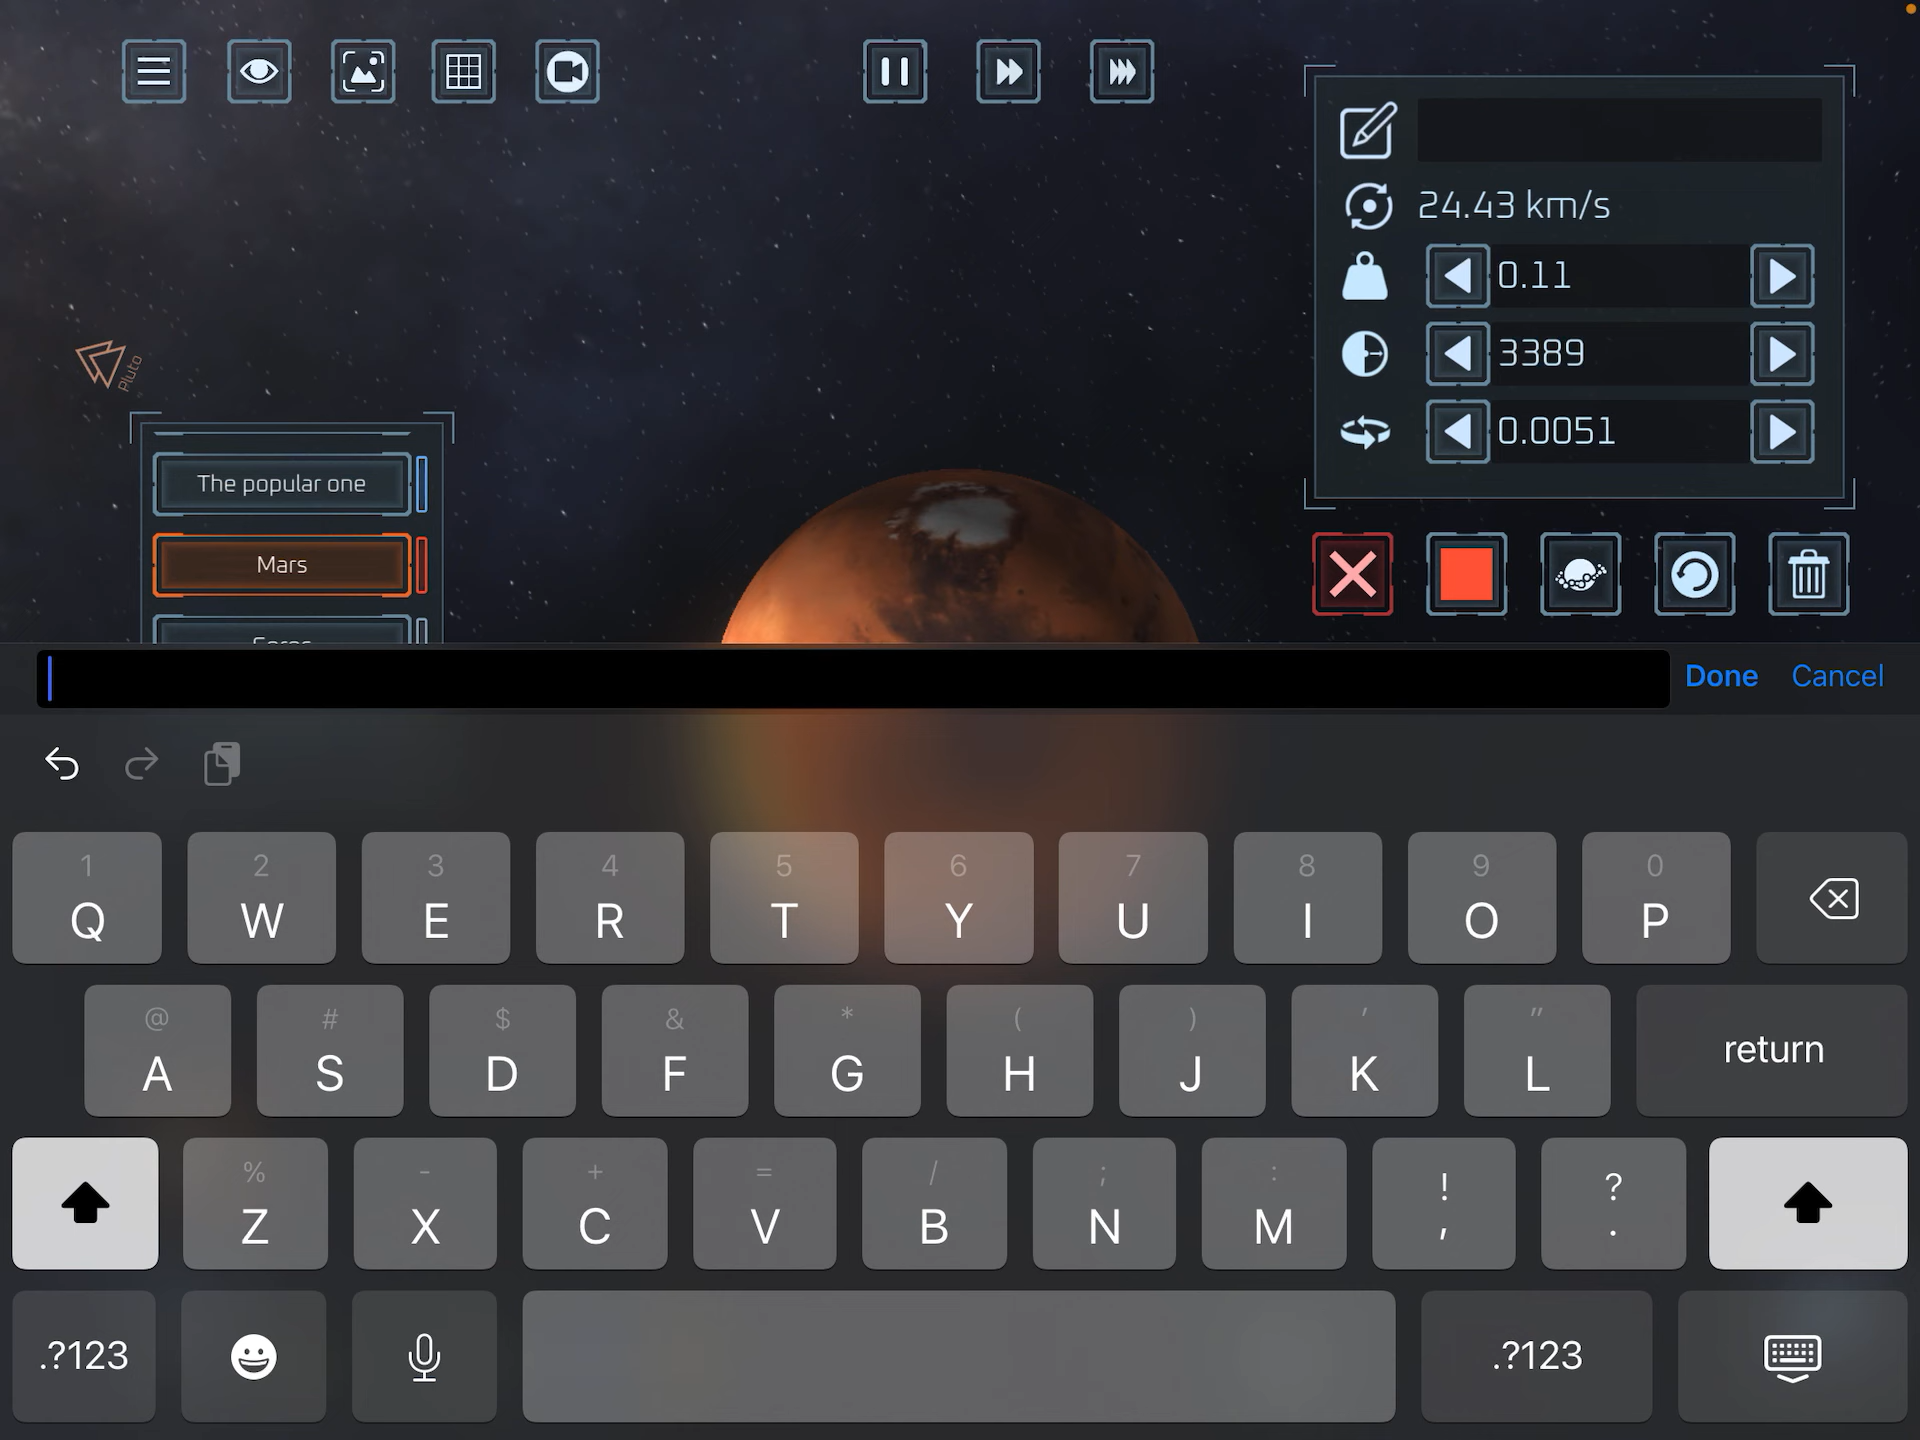 24.43 km/s
0.11
3389
0.0051
Pluto
The popular one
Mars
Ceres
Done Cancel
1 2 3 4 5 6 7 8 9 0
Q W E R T Y U I O P
@ # $ & * ( ) ' "
A S D F G H J K L return
% - + = / ; : ! ?
Z X C V B N M , .
.?123 .?123